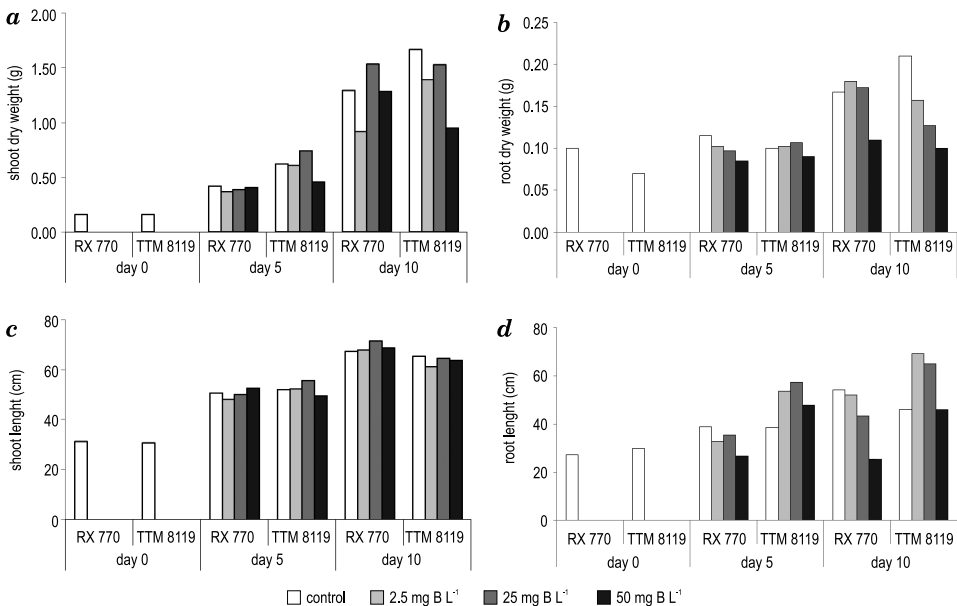 a
shoot dry weight (g)
2.00
1.50
1.00
0.50
0.00
RX 770 TTM 8119 RX 770 TTM 8119 RX 770 TTM 8119
day 0 day 5 day 10
b
root dry weight (g)
0.25
0.20
0.15
0.10
0.05
0.00
RX 770 TTM 8119 RX 770 TTM 8119 RX 770 TTM 8119
day 0 day 5 day 10
c
shoot lenght (cm)
80
60
40
20
0
RX 770 TTM 8119 RX 770 TTM 8119 RX 770 TTM 8119
day 0 day 5 day 10
d
root lenght (cm)
80
60
40
20
0
RX 770 TTM 8119 RX 770 TTM 8119 RX 770 TTM 8119
day 0 day 5 day 10
control 2.5 mg B L⁻¹ 25 mg B L⁻¹ 50 mg B L⁻¹